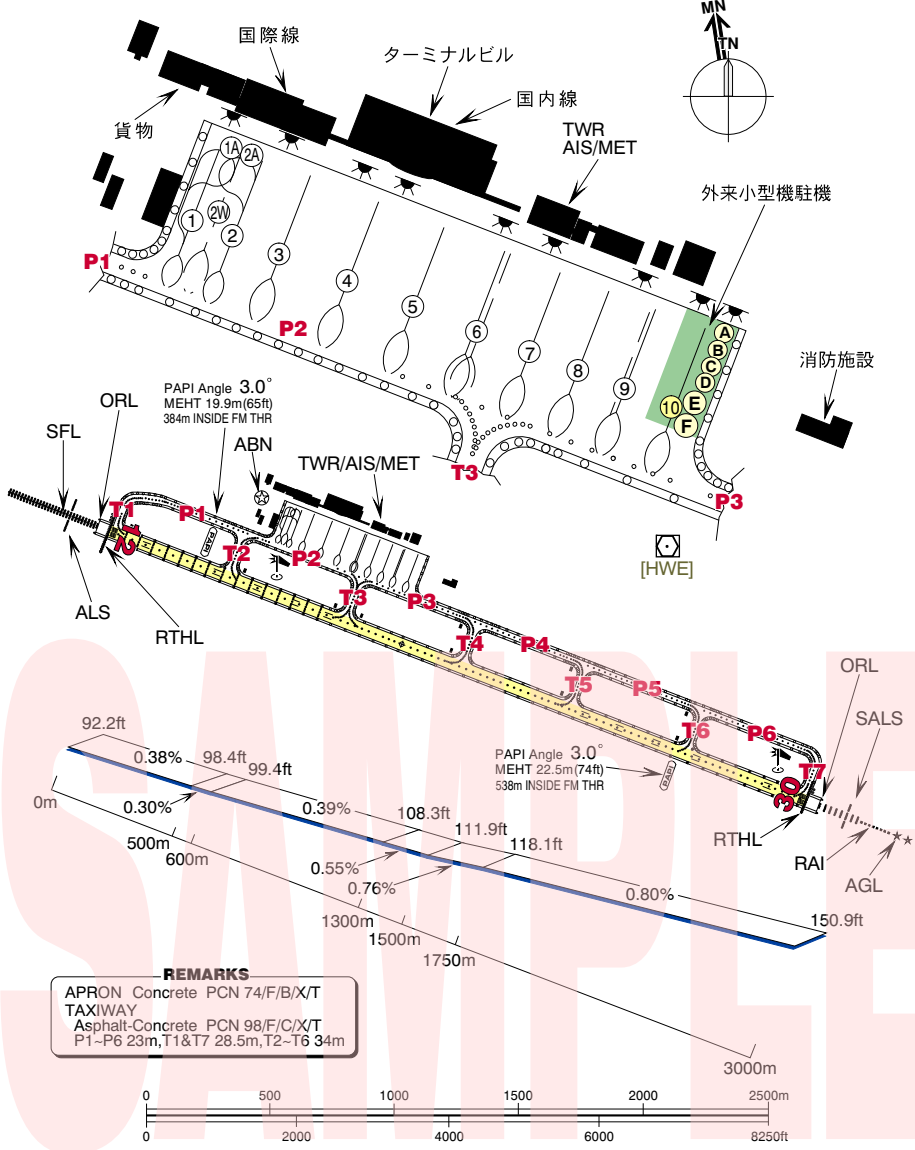 MN
TN
国際線
ターミナルビル
国内線
貨物
TWR
AIS/MET
外来小型機駐機
1A
2A
2W
1
2
3
4
5
6
7
8
9
10
A
B
C
D
E
F
P1
P2
T3
P3
消防施設
[HWE]
PAPI Angle 3.0°
MEHT 19.9m(65ft)
384m INSIDE FM THR
ORL
SFL
ABN
TWR/AIS/MET
ALS
RTHL
T1
P1
T2
P2
T3
P3
T4
P4
T5
P5
T6
P6
T7
12
30
PAPI
PAPI
PAPI Angle 3.0°
MEHT 22.5m(74ft)
538m INSIDE FM THR
ORL
SALS
RTHL
RAI
AGL
92.2ft
0.38%
98.4ft
99.4ft
0.30%
0.39%
108.3ft
111.9ft
118.1ft
0.55%
0.76%
0.80%
150.9ft
0m
500m
600m
1300m
1500m
1750m
3000m
REMARKS
APRON Concrete PCN 74/F/B/X/T
TAXIWAY
Asphalt-Concrete PCN 98/F/C/X/T
P1~P6 23m,T1&T7 28.5m,T2~T6 34m
0 500 1000 1500 2000 2500m
0 2000 4000 6000 8250ft
SAMPLE